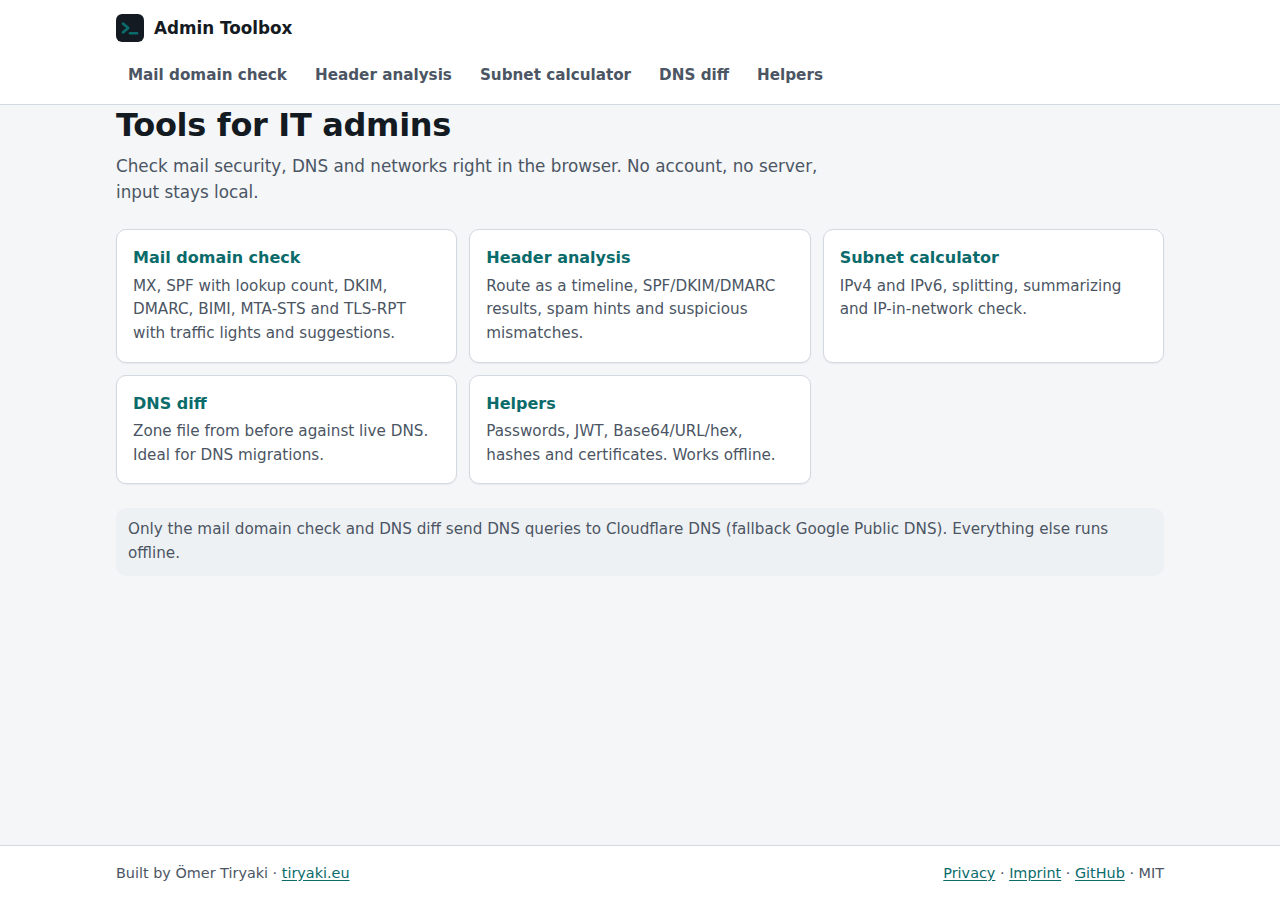 Admin Toolbox
Mail domain check Header analysis Subnet calculator DNS diff Helpers
Tools for IT admins
Check mail security, DNS and networks right in the browser. No account, no server,
input stays local.
Mail domain check
MX, SPF with lookup count, DKIM,
DMARC, BIMI, MTA-STS and TLS-RPT
with traffic lights and suggestions.
Header analysis
Route as a timeline, SPF/DKIM/DMARC
results, spam hints and suspicious
mismatches.
Subnet calculator
IPv4 and IPv6, splitting, summarizing
and IP-in-network check.
DNS diff
Zone file from before against live DNS.
Ideal for DNS migrations.
Helpers
Passwords, JWT, Base64/URL/hex,
hashes and certificates. Works offline.
Only the mail domain check and DNS diff send DNS queries to Cloudflare DNS (fallback Google Public DNS). Everything else runs
offline.
Built by Ömer Tiryaki · tiryaki.eu
Privacy · Imprint · GitHub · MIT